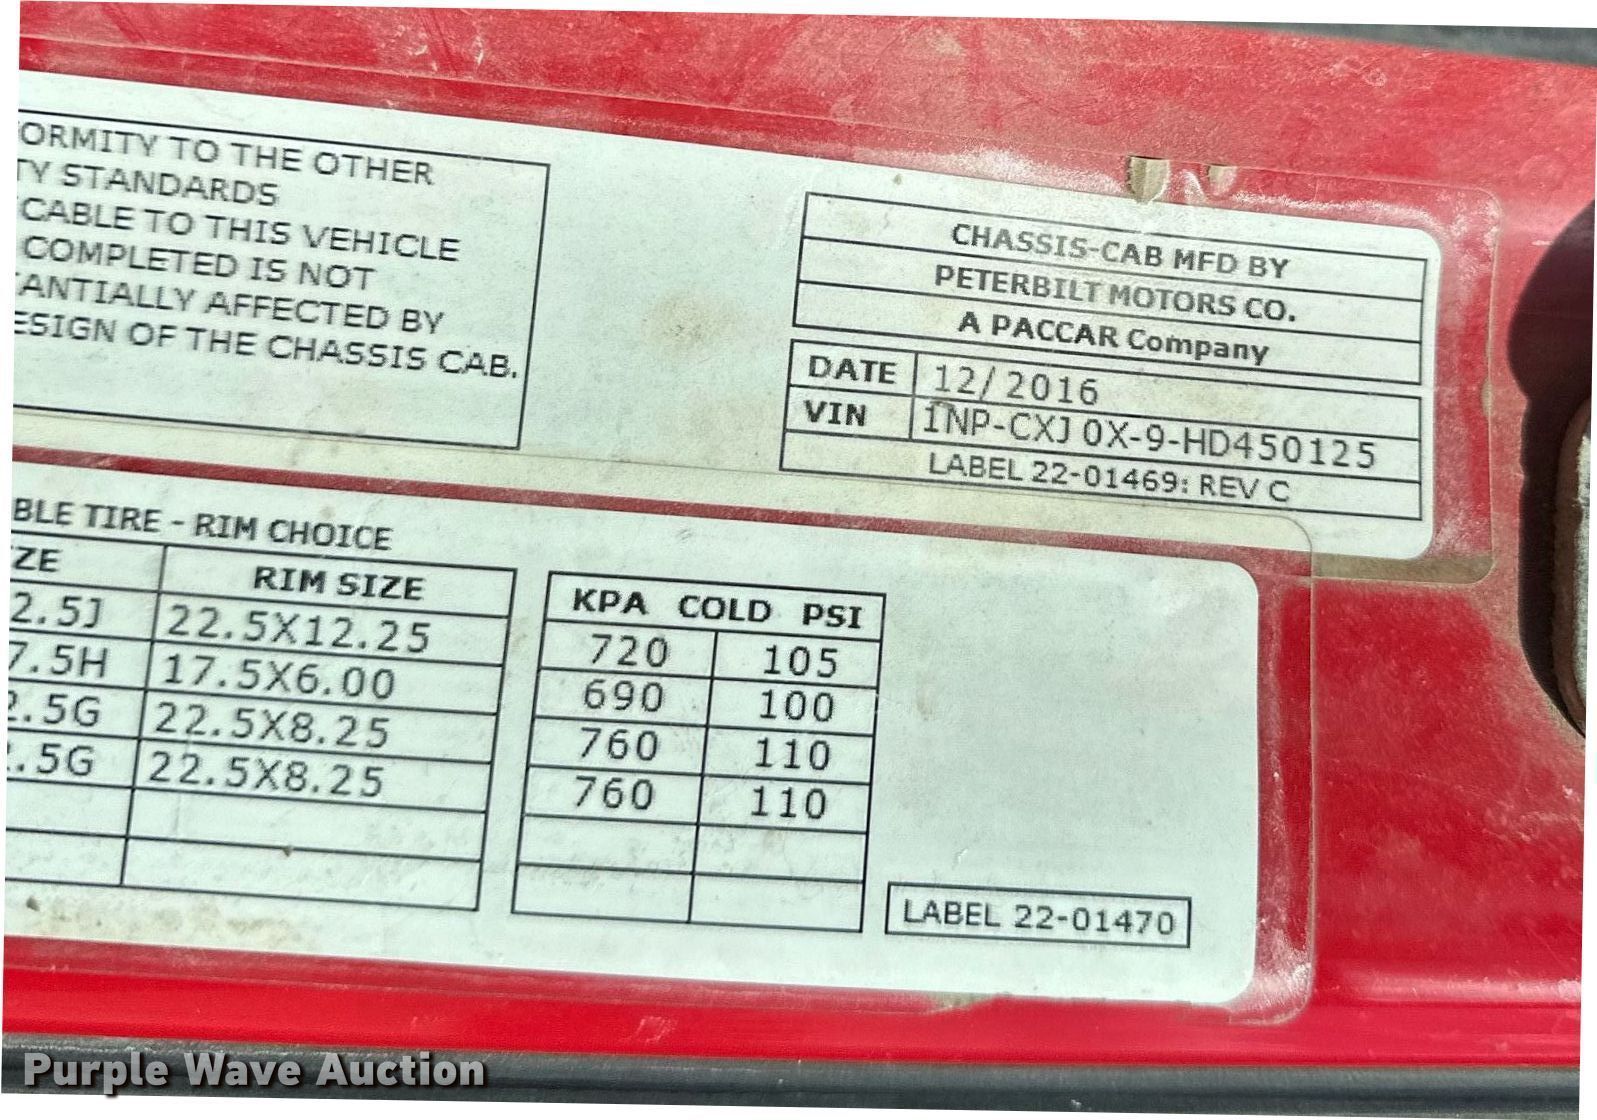 ORMITY TO THE OTHER
TY STANDARDS
CABLE TO THIS VEHICLE
COMPLETED IS NOT
ANTIALLY AFFECTED BY
ESIGN OF THE CHASSIS CAB.
CHASSIS-CAB MFD BY
PETERBILT MOTORS CO.
A PACCAR Company
DATE 12/2016
VIN 1NP-CXJ0X-9-HD450125
LABEL 22-01469: REV C
BLE TIRE - RIM CHOICE
ZE RIM SIZE KPA COLD PSI
2.5J 22.5X12.25 720 105
7.5H 17.5X6.00 690 100
2.5G 22.5X8.25 760 110
.5G 22.5X8.25 760 110
LABEL 22-01470
Purple Wave Auction